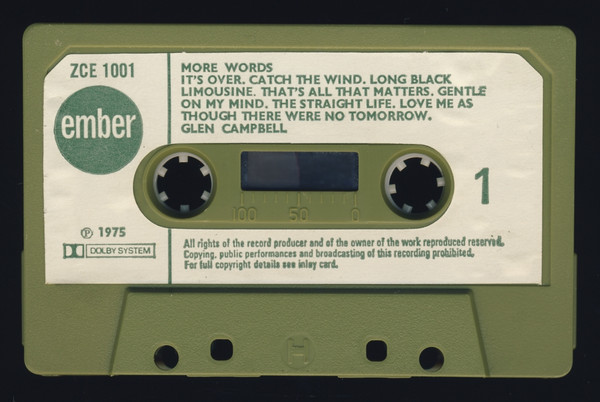 ZCE 1001
ember
℗ 1975
DOLBY SYSTEM
MORE WORDS
IT'S OVER. CATCH THE WIND. LONG BLACK
LIMOUSINE. THAT'S ALL THAT MATTERS. GENTLE
ON MY MIND. THE STRAIGHT LIFE. LOVE ME AS
THOUGH THERE WERE NO TOMORROW.
GLEN CAMPBELL
100 50 0
1
All rights of the record producer and of the owner of the work reproduced reserved.
Copying, public performances and broadcasting of this recording prohibited.
For full copyright details see inlay card.
H